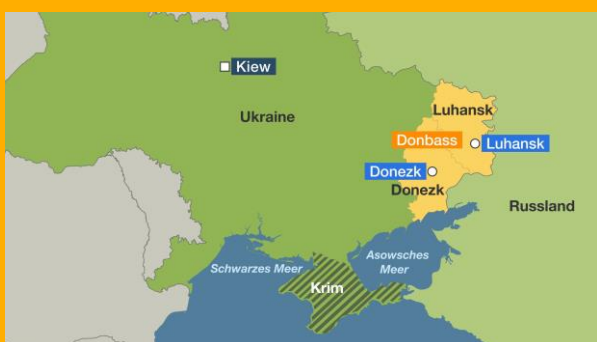 Kiew
Ukraine
Luhansk
Donbass
Luhansk
Donezk
Donezk
Russland
Schwarzes Meer
Asowsches
Meer
Krim